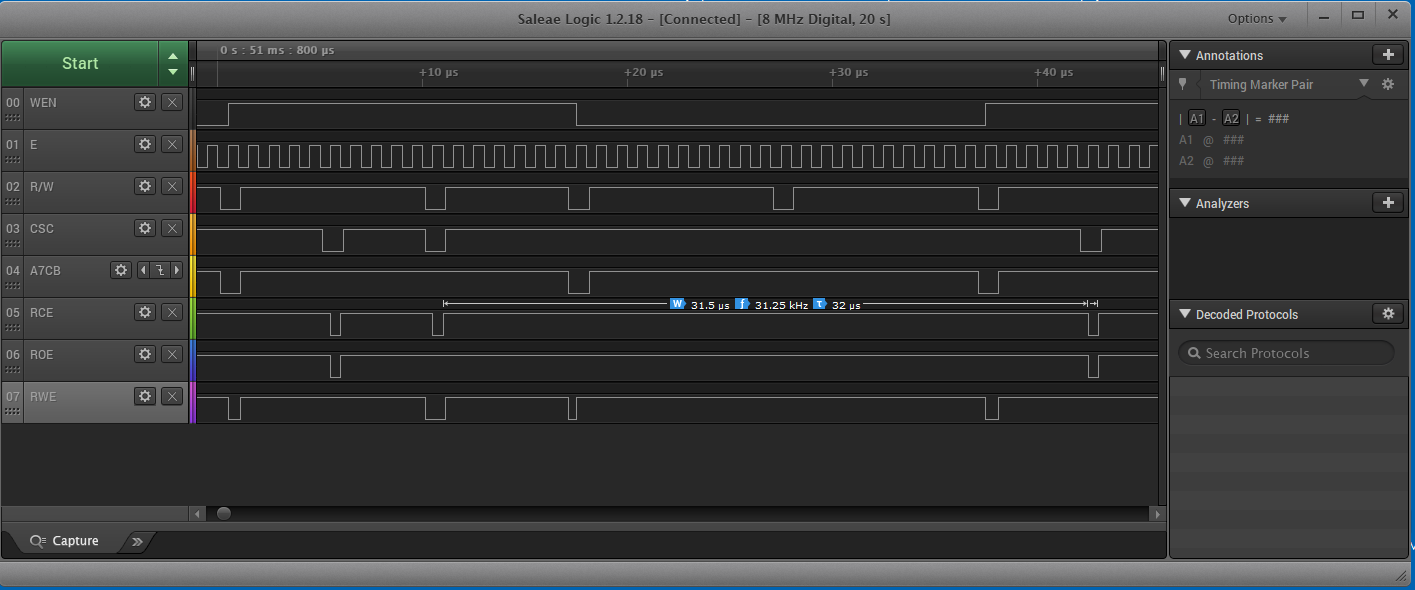 Saleae Logic 1.2.18 - [Connected] - [8 MHz Digital, 20 s]
Options
Start
0 s : 51 ms : 800 µs
+10 µs
+20 µs
+30 µs
+40 µs
00 WEN
01 E
02 R/W
03 CSC
04 A7CB
05 RCE
06 ROE
07 RWE
W 31.5 µs f 31.25 kHz τ 32 µs
Annotations
Timing Marker Pair
| A1 - A2 | = ###
A1 @ ###
A2 @ ###
Analyzers
Decoded Protocols
Search Protocols
Capture